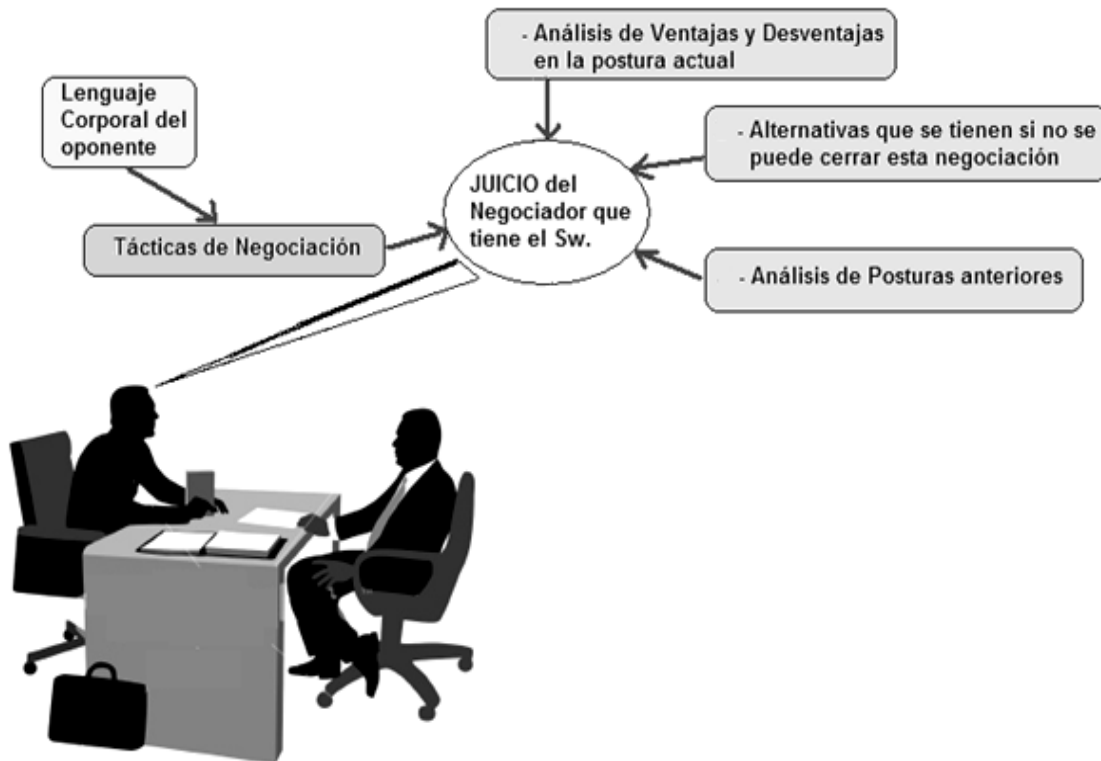 - Análisis de Ventajas y Desventajas
en la postura actual
Lenguaje
Corporal del
oponente
- Alternativas que se tienen si no se
puede cerrar esta negociación
JUICIO del
Negociador que
tiene el Sw.
Tácticas de Negociación
- Análisis de Posturas anteriores